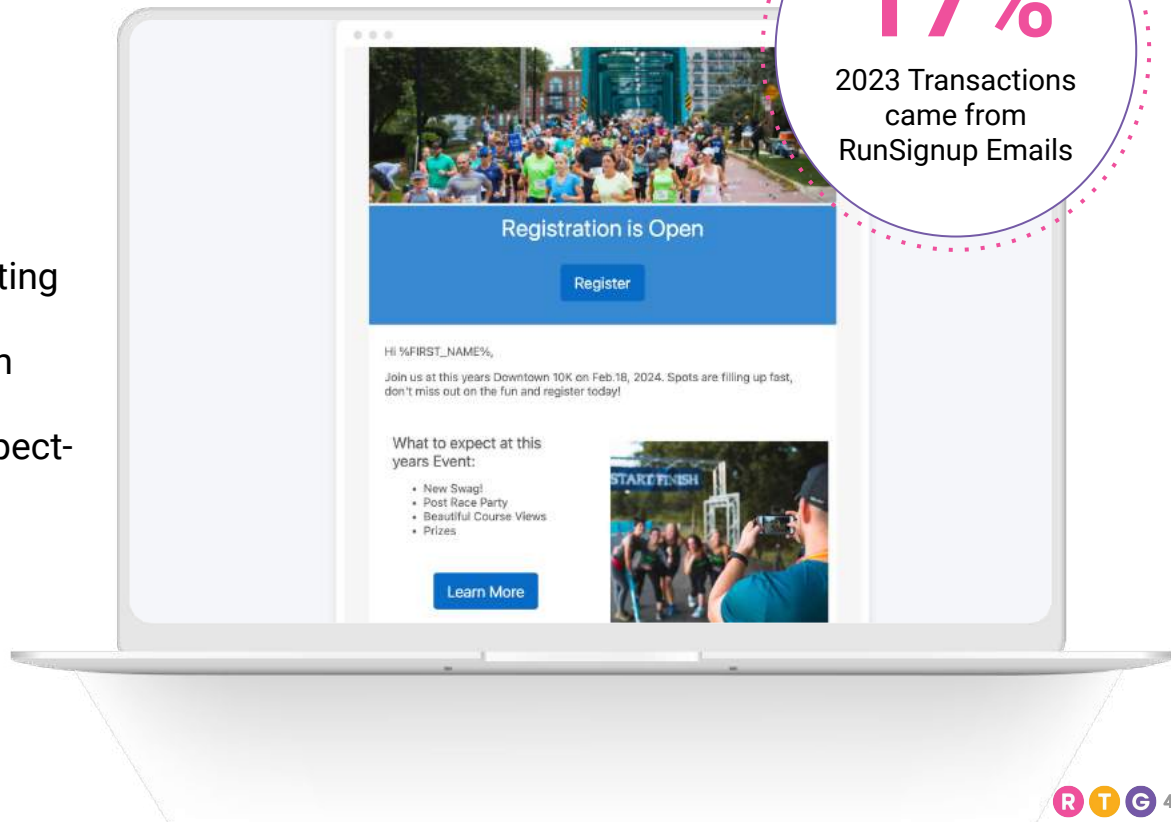 17%
2023 Transactions
came from
RunSignup Emails
Registration is Open
Register
Hi %FIRST_NAME%,
Join us at this years Downtown 10K on Feb.18, 2024. Spots are filling up fast,
don't miss out on the fun and register today!
What to expect at this
years Event:
• New Swag!
• Post Race Party
• Beautiful Course Views
• Prizes
Learn More
START FINISH
R T G 4